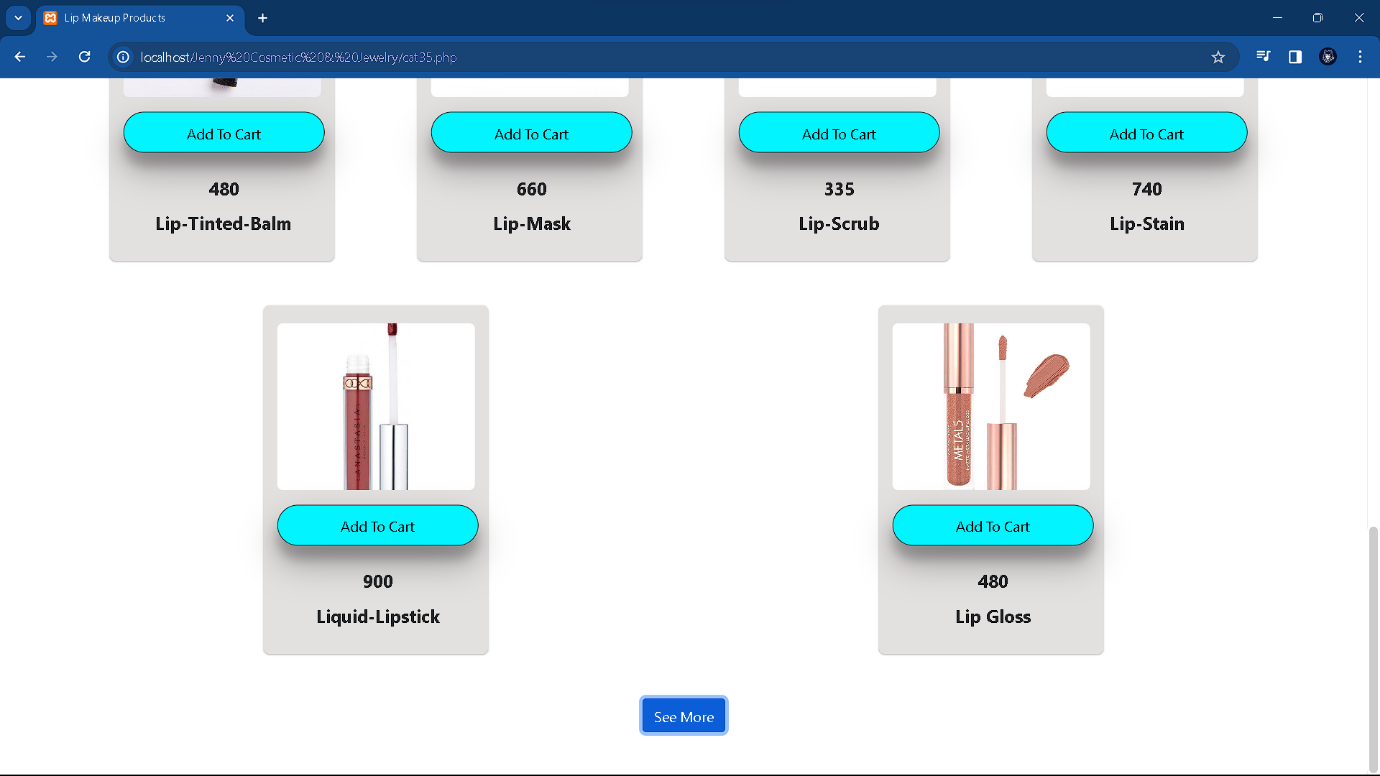 Lip Makeup Products
localhost/Jenny%20Cosmetic%20&%20Jewelry/cat35.php
Add To Cart Add To Cart Add To Cart Add To Cart
480 660 335 740
Lip-Tinted-Balm Lip-Mask Lip-Scrub Lip-Stain
ANASTASIA
METALS
Add To Cart Add To Cart
900 480
Liquid-Lipstick Lip Gloss
See More